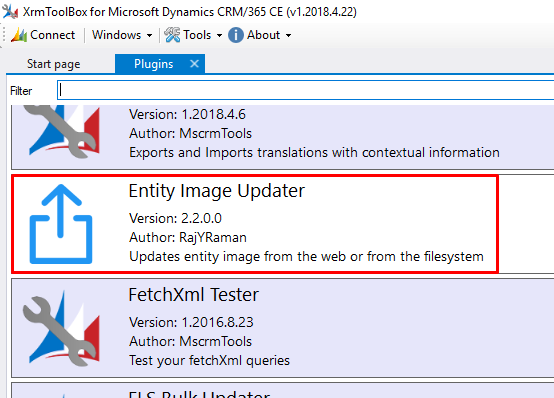 XrmToolBox for Microsoft Dynamics CRM/365 CE (v1.2018.4.22)
Connect Windows Tools About
Start page Plugins
Filter
Version: 1.2018.4.6
Author: MscrmTools
Exports and Imports translations with contextual information
Entity Image Updater
Version: 2.2.0.0
Author: RajYRaman
Updates entity image from the web or from the filesystem
FetchXml Tester
Version: 1.2016.8.23
Author: MscrmTools
Test your fetchXml queries
FLS Bulk Updater